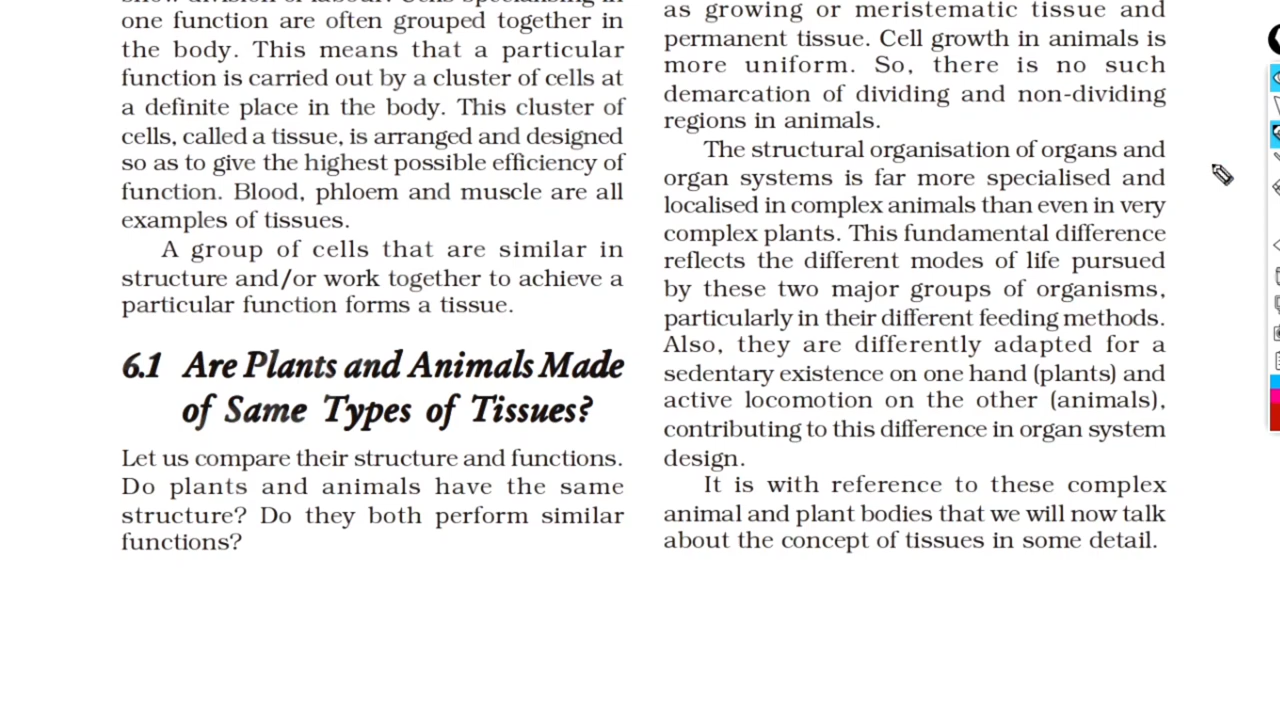 one function are often grouped together in
the body. This means that a particular
function is carried out by a cluster of cells at
a definite place in the body. This cluster of
cells, called a tissue, is arranged and designed
so as to give the highest possible efficiency of
function. Blood, phloem and muscle are all
examples of tissues.
A group of cells that are similar in
structure and/or work together to achieve a
particular function forms a tissue.
6.1 Are Plants and Animals Made
of Same Types of Tissues?
Let us compare their structure and functions.
Do plants and animals have the same
structure? Do they both perform similar
functions?
as growing or meristematic tissue and
permanent tissue. Cell growth in animals is
more uniform. So, there is no such
demarcation of dividing and non-dividing
regions in animals.
The structural organisation of organs and
organ systems is far more specialised and
localised in complex animals than even in very
complex plants. This fundamental difference
reflects the different modes of life pursued
by these two major groups of organisms,
particularly in their different feeding methods.
Also, they are differently adapted for a
sedentary existence on one hand (plants) and
active locomotion on the other (animals),
contributing to this difference in organ system
design.
It is with reference to these complex
animal and plant bodies that we will now talk
about the concept of tissues in some detail.